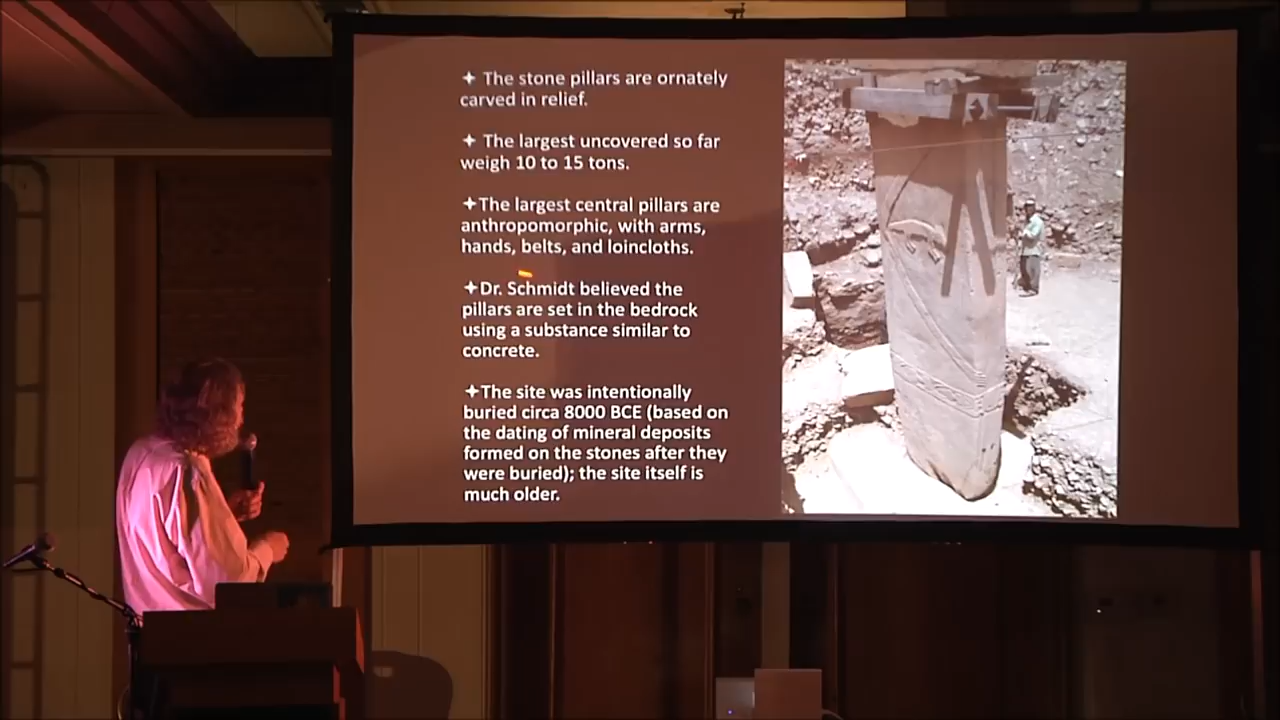 ✦ The stone pillars are ornately
carved in relief.
✦ The largest uncovered so far
weigh 10 to 15 tons.
✦The largest central pillars are
anthropomorphic, with arms,
hands, belts, and loincloths.
✦Dr. Schmidt believed the
pillars are set in the bedrock
using a substance similar to
concrete.
✦The site was intentionally
buried circa 8000 BCE (based on
the dating of mineral deposits
formed on the stones after they
were buried); the site itself is
much older.